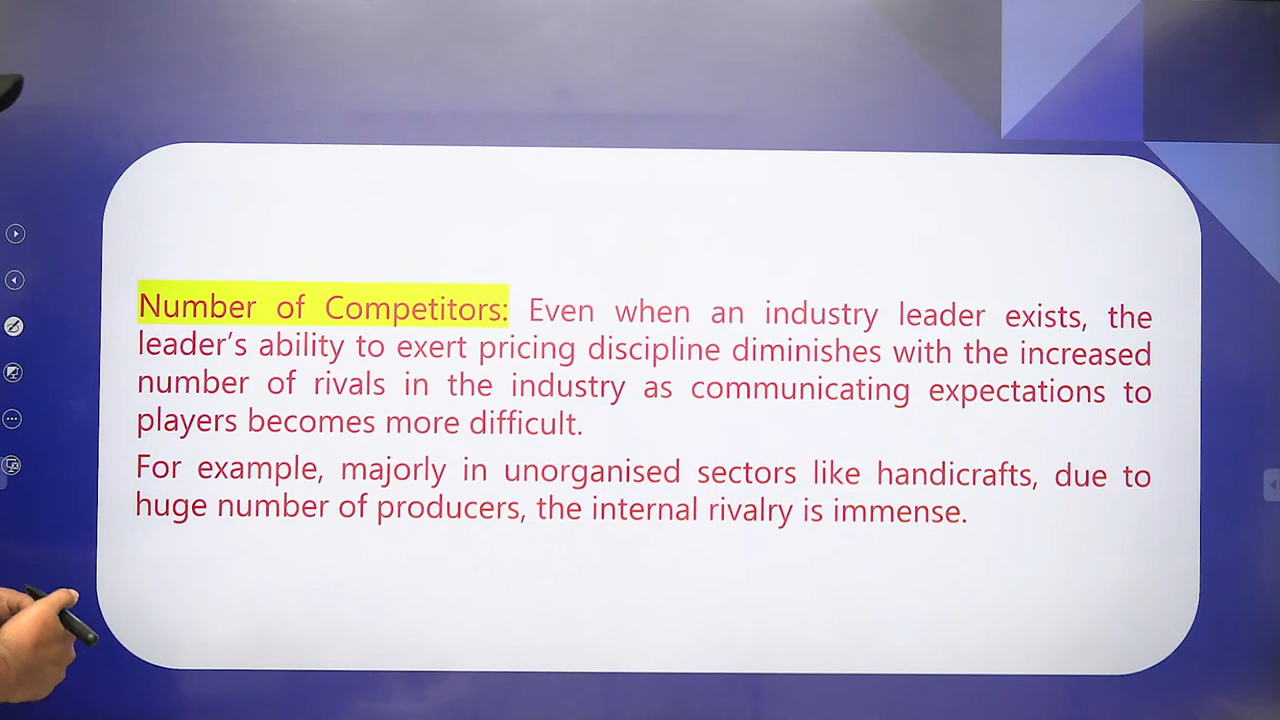 Number of Competitors: Even when an industry leader exists, the
leader's ability to exert pricing discipline diminishes with the increased
number of rivals in the industry as communicating expectations to
players becomes more difficult.
For example, majorly in unorganised sectors like handicrafts, due to
huge number of producers, the internal rivalry is immense.